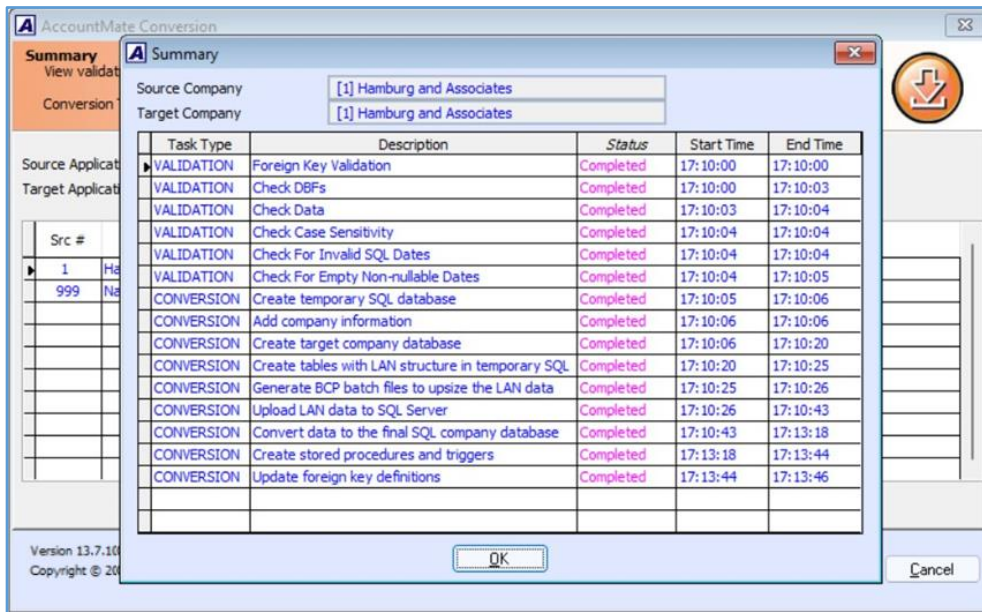 AccountMate Conversion
Summary
View validat
Conversion
Source Applicat
Target Applicati
Src #
1 Ha
999 Na
Version 13.7.10
Copyright © 20
Cancel
Summary
Source Company [1] Hamburg and Associates
Target Company [1] Hamburg and Associates
Task Type Description Status Start Time End Time
VALIDATION Foreign Key Validation Completed 17:10:00 17:10:00
VALIDATION Check DBFs Completed 17:10:00 17:10:03
VALIDATION Check Data Completed 17:10:03 17:10:04
VALIDATION Check Case Sensitivity Completed 17:10:04 17:10:04
VALIDATION Check For Invalid SQL Dates Completed 17:10:04 17:10:04
VALIDATION Check For Empty Non-nullable Dates Completed 17:10:04 17:10:05
CONVERSION Create temporary SQL database Completed 17:10:05 17:10:06
CONVERSION Add company information Completed 17:10:06 17:10:06
CONVERSION Create target company database Completed 17:10:06 17:10:20
CONVERSION Create tables with LAN structure in temporary SQL Completed 17:10:20 17:10:25
CONVERSION Generate BCP batch files to upsize the LAN data Completed 17:10:25 17:10:26
CONVERSION Upload LAN data to SQL Server Completed 17:10:26 17:10:43
CONVERSION Convert data to the final SQL company database Completed 17:10:43 17:13:18
CONVERSION Create stored procedures and triggers Completed 17:13:18 17:13:44
CONVERSION Update foreign key definitions Completed 17:13:44 17:13:46
OK